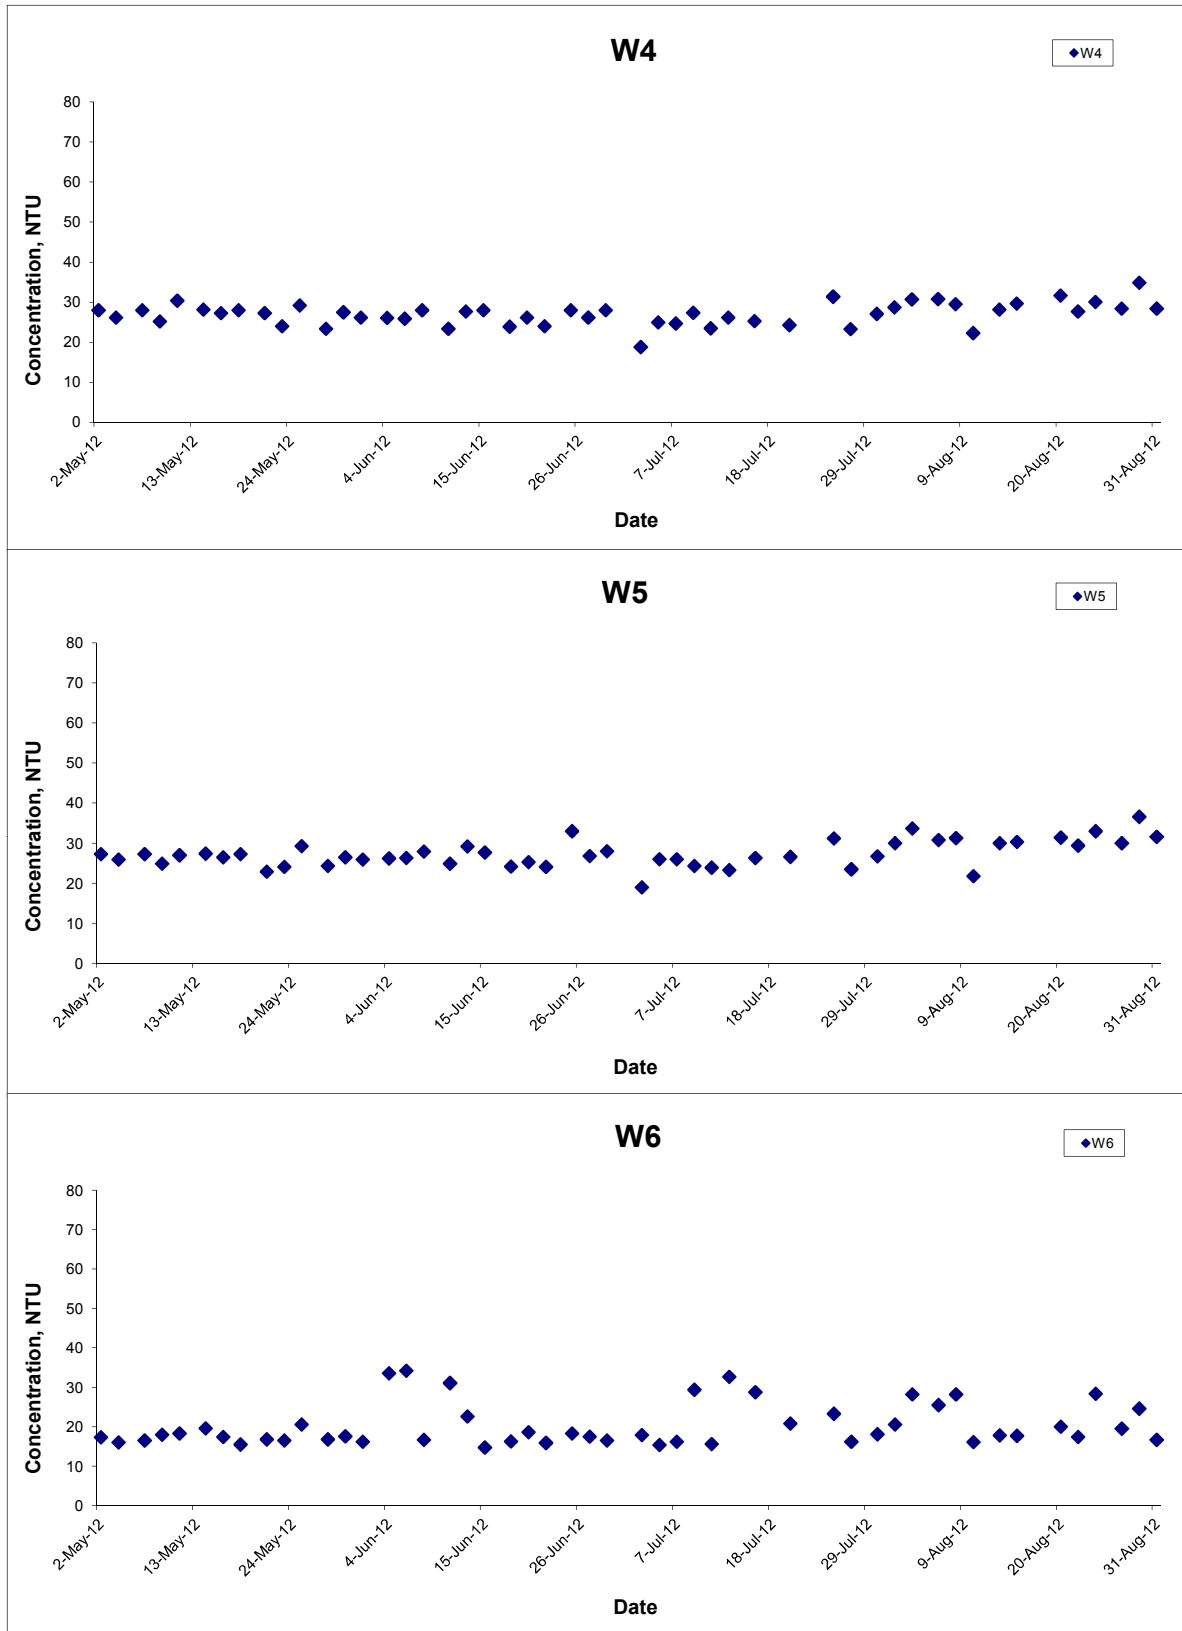 W4
W4
80
70
60
50
40
30
20
10
0
Concentration, NTU
2-May-12 13-May-12 24-May-12 4-Jun-12 15-Jun-12 26-Jun-12 7-Jul-12 18-Jul-12 29-Jul-12 9-Aug-12 20-Aug-12 31-Aug-12
Date
W5
W5
80
70
60
50
40
30
20
10
0
Concentration, NTU
2-May-12 13-May-12 24-May-12 4-Jun-12 15-Jun-12 26-Jun-12 7-Jul-12 18-Jul-12 29-Jul-12 9-Aug-12 20-Aug-12 31-Aug-12
Date
W6
W6
80
70
60
50
40
30
20
10
0
Concentration, NTU
2-May-12 13-May-12 24-May-12 4-Jun-12 15-Jun-12 26-Jun-12 7-Jul-12 18-Jul-12 29-Jul-12 9-Aug-12 20-Aug-12 31-Aug-12
Date